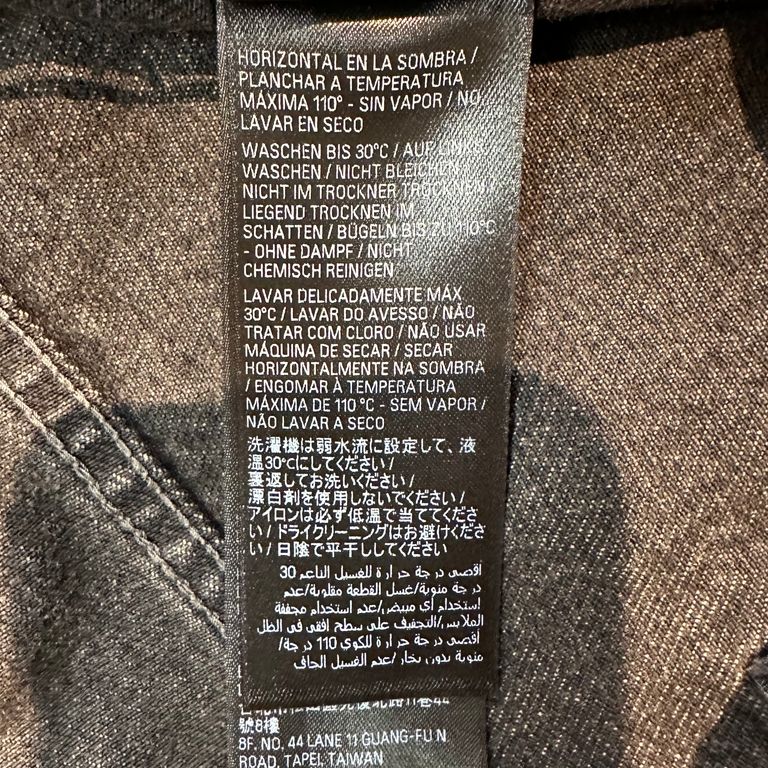 HORIZONTAL EN LA SOMBRA /
PLANCHAR A TEMPERATURA
MÁXIMA 110° - SIN VAPOR / NO
LAVAR EN SECO
WASCHEN BIS 30°C / AUF LINKS
WASCHEN / NICHT BLEICHEN
NICHT IM TROCKNER TROCKNEN /
LIEGEND TROCKNEN IM
SCHATTEN / BÜGELN BIS ZU 110°C
- OHNE DAMPF / NICHT
CHEMISCH REINIGEN
LAVAR DELICADAMENTE MÁX
30°C / LAVAR DO AVESSO / NÃO
TRATAR COM CLORO / NÃO USAR
MÁQUINA DE SECAR / SECAR
HORIZONTALMENTE NA SOMBRA
/ ENGOMAR À TEMPERATURA
MÁXIMA DE 110 °C - SEM VAPOR /
NÃO LAVAR A SECO
洗濯機は弱水流に設定して、液
温30℃にしてください/
裏返してお洗いください/
漂白剤を使用しないでください/
アイロンは必ず低温で当ててくださ
い/ドライクリーニングはお避けくださ
い/日陰で平干ししてください
اقصى درجة حرارة للغسيل الناعم 30
درجة مئوية/غسل القطعة مقلوبة/عدم
إستخدام أي مبيض/عدم استخدام مجففة
الملابس/التجفيف على سطح افقي في الظل
/أقصى درجة حرارة للكوي 110 درجة
مئوية بدون بخار/عدم الغسيل الجاف
號8樓
8F, NO. 44 LANE 11 GUANG-FU N
ROAD, TAPEI, TAIWAN